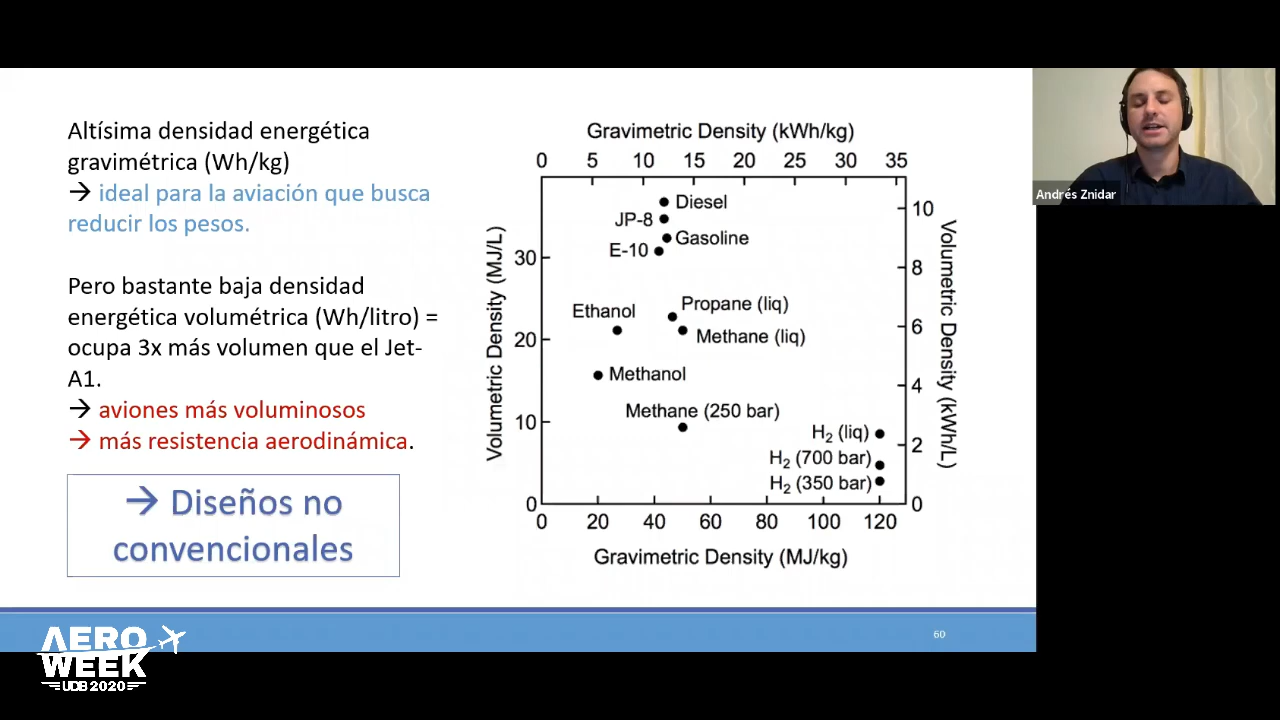 Altísima densidad energética
gravimétrica (Wh/kg)
→ ideal para la aviación que busca
reducir los pesos.
Pero bastante baja densidad
energética volumétrica (Wh/litro) =
ocupa 3x más volumen que el Jet-
A1.
→ aviones más voluminosos
→ más resistencia aerodinámica.
→ Diseños no
convencionales
Gravimetric Density (kWh/kg)
0 5 10 15 20 25 30 35
Volumetric Density (MJ/L)
30
20
10
0
Diesel
JP-8
Gasoline
E-10
Ethanol
Propane (liq)
Methane (liq)
Methanol
Methane (250 bar)
H₂ (liq)
H₂ (700 bar)
H₂ (350 bar)
10
8
6
4
2
0
Volumetric Density (kWh/L)
0 20 40 60 80 100 120
Gravimetric Density (MJ/kg)
Andrés Znidar
60
AERO
WEEK
UDB 2020